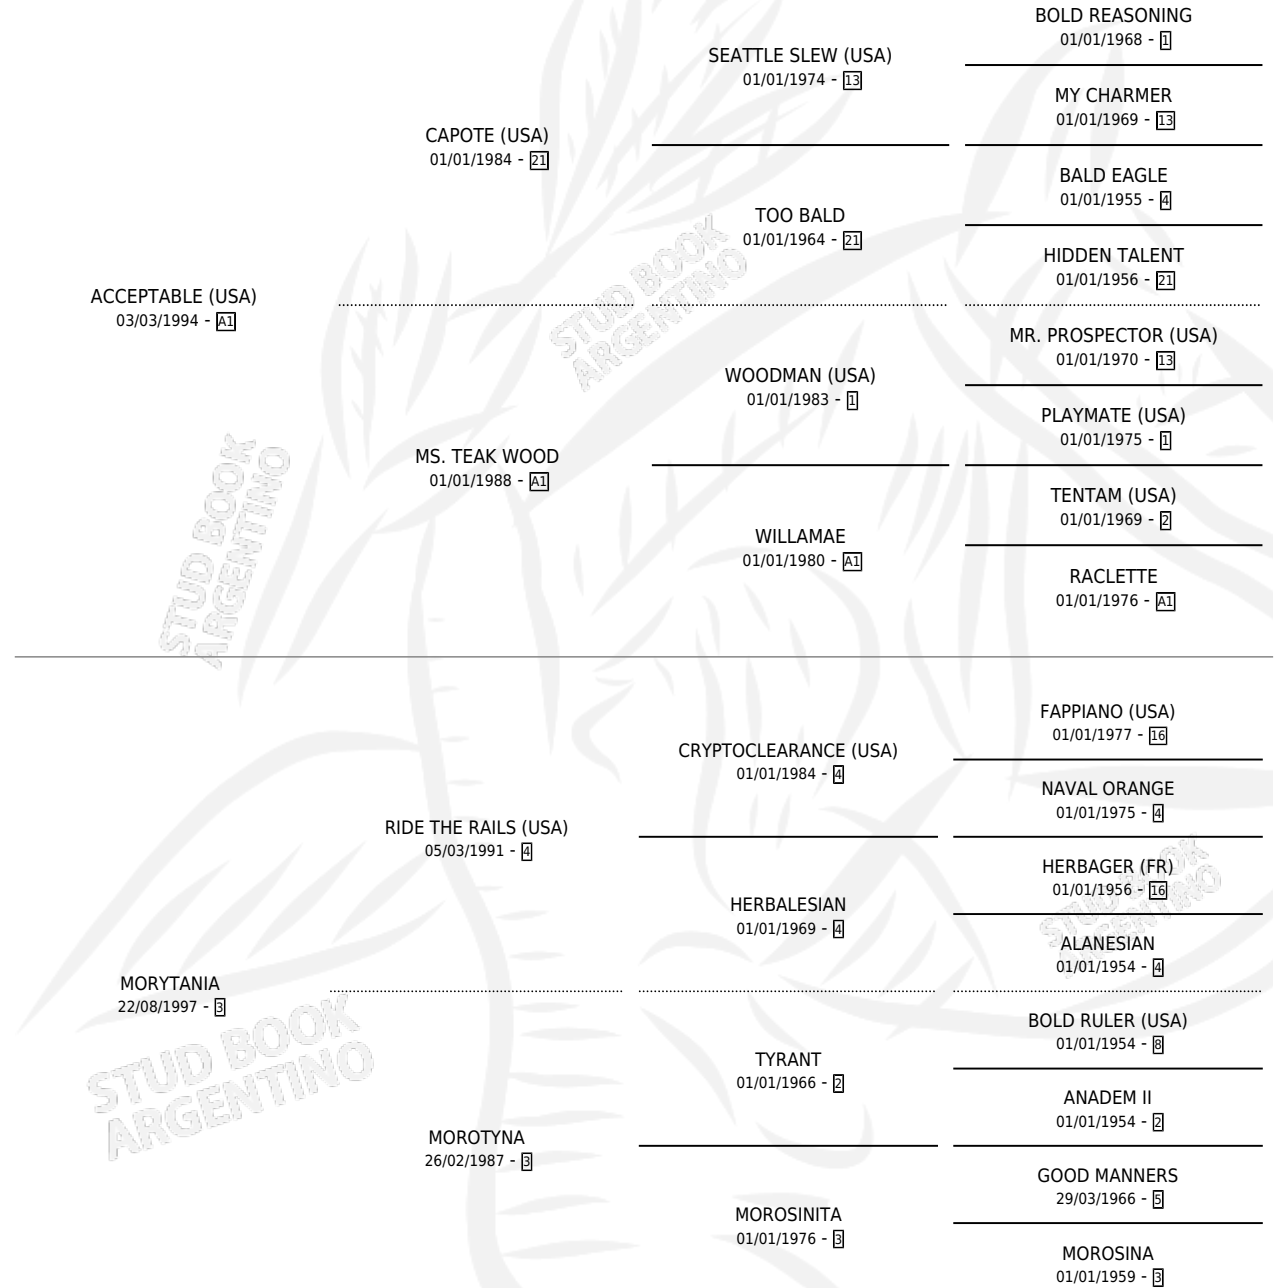 BOLD REASONING
01/01/1968 - 1
SEATTLE SLEW (USA)
01/01/1974 - 13
MY CHARMER
01/01/1969 - 13
CAPOTE (USA)
01/01/1984 - 21
BALD EAGLE
01/01/1955 - 4
TOO BALD
01/01/1964 - 21
HIDDEN TALENT
01/01/1956 - 21
ACCEPTABLE (USA)
03/03/1994 - A1
MR. PROSPECTOR (USA)
01/01/1970 - 13
WOODMAN (USA)
01/01/1983 - 1
PLAYMATE (USA)
01/01/1975 - 1
MS. TEAK WOOD
01/01/1988 - A1
TENTAM (USA)
01/01/1969 - 2
WILLAMAE
01/01/1980 - A1
RACLETTE
01/01/1976 - A1
STUD BOOK
ARGENTINO
STUD BOOK
ARGENTINO
FAPPIANO (USA)
01/01/1977 - 16
CRYPTOCLEARANCE (USA)
01/01/1984 - 4
NAVAL ORANGE
01/01/1975 - 4
RIDE THE RAILS (USA)
05/03/1991 - 4
HERBAGER (FR)
01/01/1956 - 16
HERBALESIAN
01/01/1969 - 4
ALANESIAN
01/01/1954 - 4
STUD BOOK
ARGENTINO
MORYTANIA
22/08/1997 - 3
BOLD RULER (USA)
01/01/1954 - 8
TYRANT
01/01/1966 - 2
ANADEM II
01/01/1954 - 2
STUD BOOK
ARGENTINO
MOROTYNA
26/02/1987 - 3
GOOD MANNERS
29/03/1966 - 5
MOROSINITA
01/01/1976 - 3
MOROSINA
01/01/1959 - 3